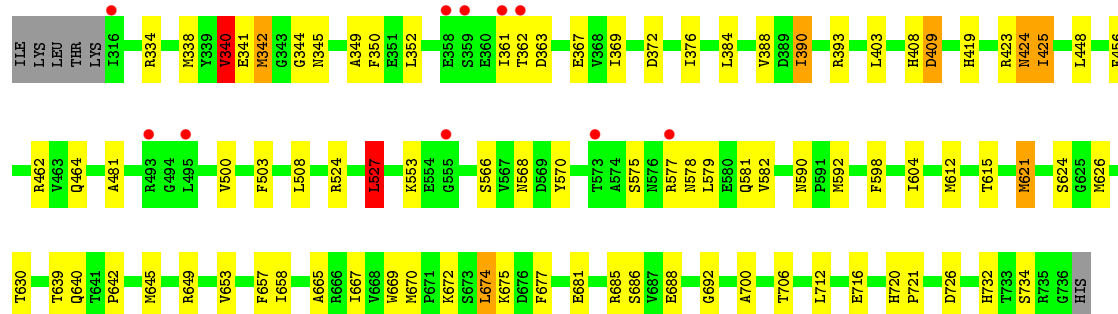 ILE LYS LEU THR LYS I316 R334 M338 Y339 V340 E341 M342 G343 G344 N345 A349 F350 E351 L352 E358 S359 E360 I361 T362 D363 E367 V368 I369 D372 I376 L384 V388 D389 I390 R393 L403 H408 D409 H419 R423 N424 I425 L448
R462 V463 Q464 A481 R493 G494 L495 V500 F503 L508 R524 L527 K553 E554 G555 S566 V567 N568 D569 Y570 T573 A574 S575 N576 R577 N578 L579 E580 Q581 V582 N590 P591 M592 F598 I604 M612 T615 M621 S624 G625 M626
T630 T639 Q640 T641 P642 M645 R649 V653 F657 I658 A665 R666 I667 V668 W669 M670 P671 K672 S673 L674 K675 D676 F677 E681 R685 S686 V687 E688 G692 A700 T706 L712 E716 H720 P721 D726 H732 T733 S734 R735 G736 HIS